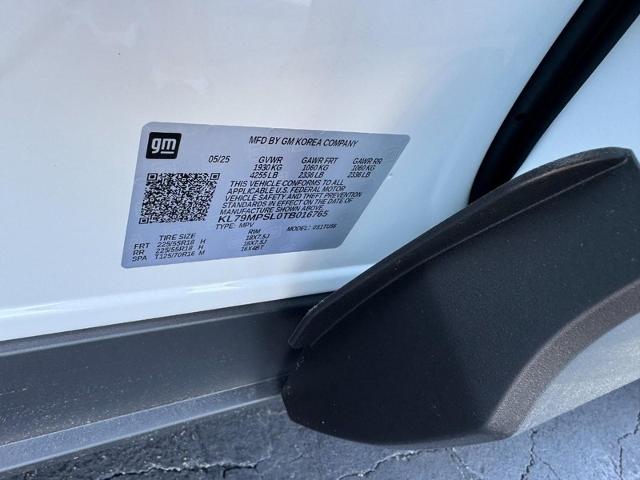 gm
MFD BY GM KOREA COMPANY
05/25 GVWR GAWR FRT GAWR RR
1930 KG 1060 KG 1060 KG
4255 LB 2336 LB 2336 LB
THIS VEHICLE CONFORMS TO ALL
APPLICABLE U.S. FEDERAL MOTOR
VEHICLE SAFETY STANDARDS IN
EFFECT ON THE DATE OF
MANUFACTURE SHOWN ABOVE.
KL79MPSL0TB016765
TYPE: MPV MODEL:
TIRE SIZE RIM
FRT 225/55R18 H 18X7.5J
RR 225/55R18 H 18X7.5J
SPA T125/70R16 M 16X4BT